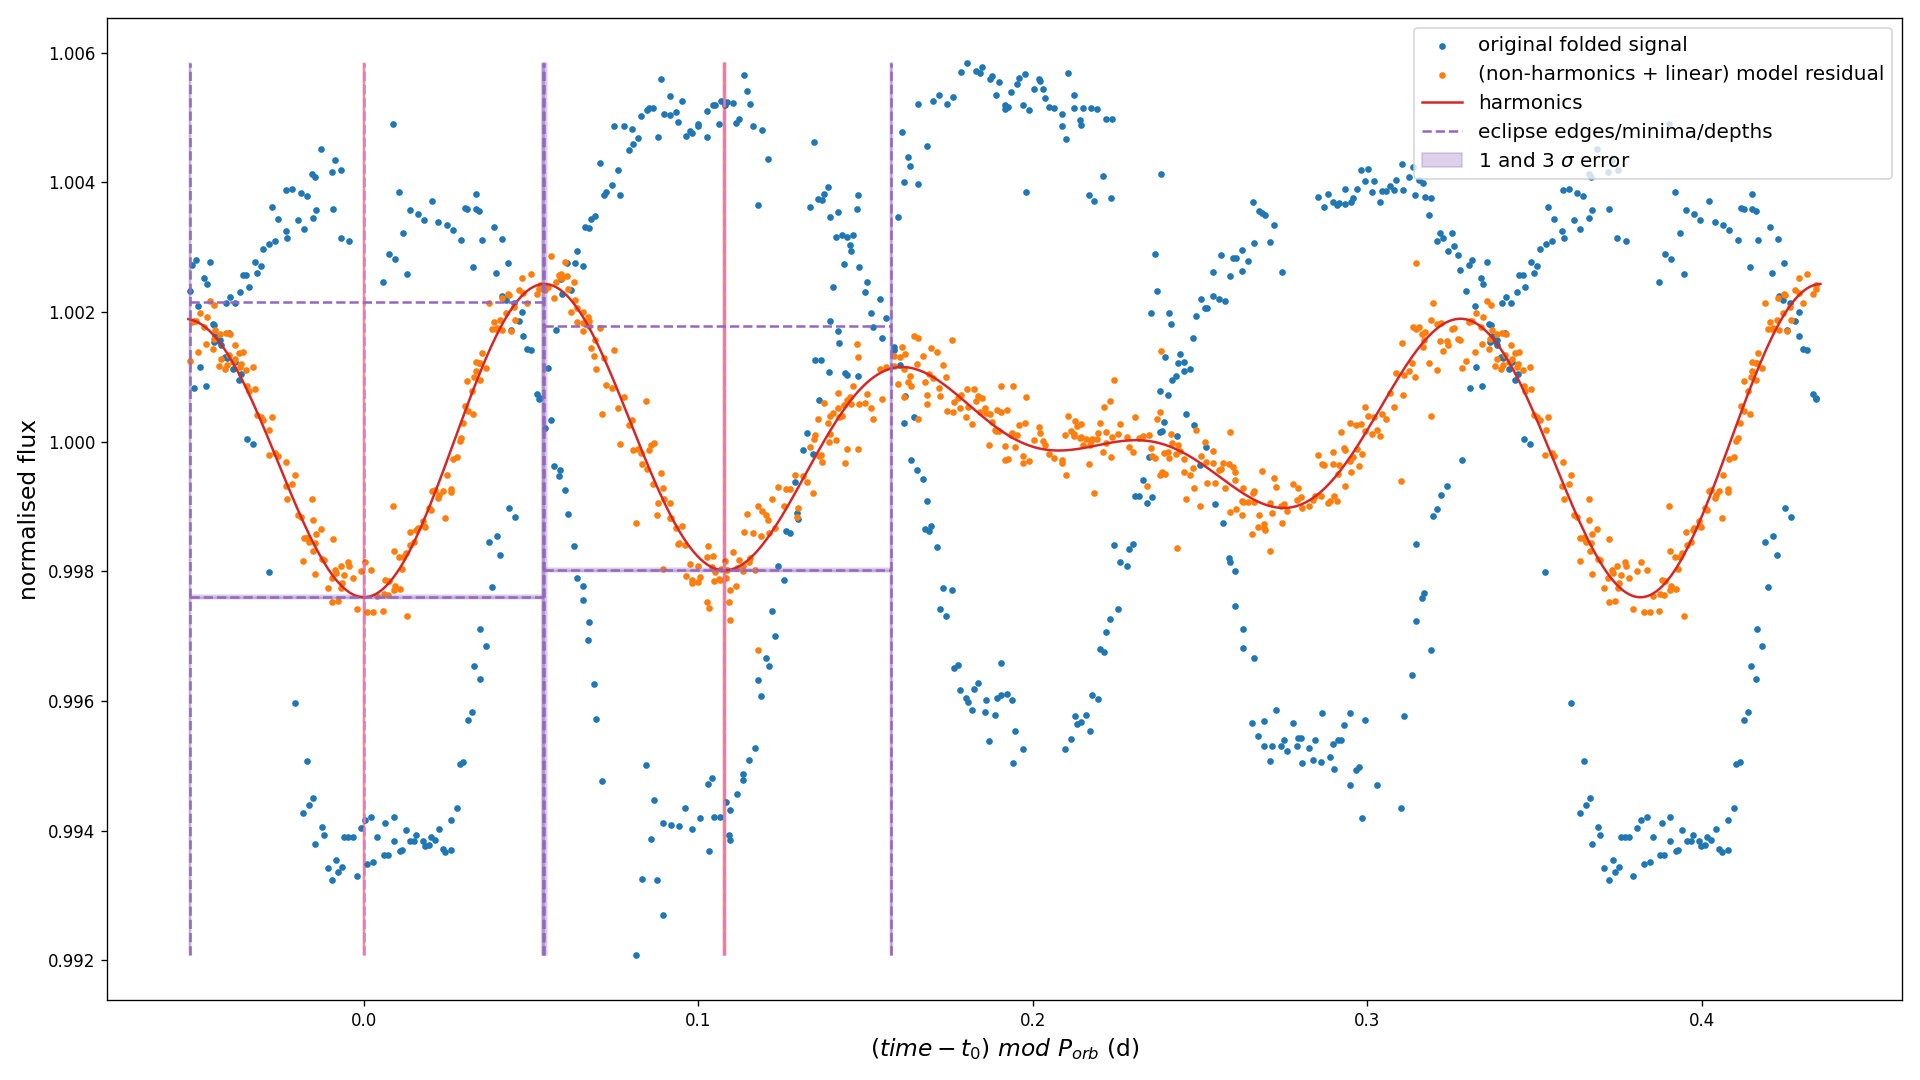 original folded signal
(non-harmonics + linear) model residual
harmonics
eclipse edges/minima/depths
1 and 3 σ error
normalised flux
1.006
1.004
1.002
1.000
0.998
0.996
0.994
0.992
0.0
0.1
0.2
0.3
0.4
(time − t₀) mod Pₒᵣb (d)